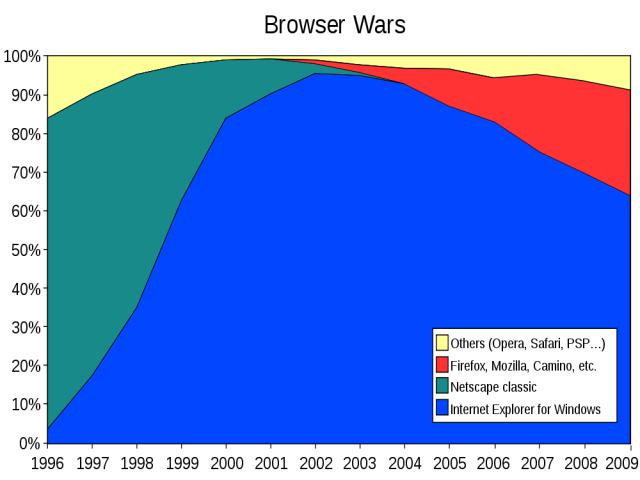 Browser Wars
100%
90%
80%
70%
60%
50%
40%
30%
20%
10%
0%
Others (Opera, Safari, PSP…)
Firefox, Mozilla, Camino, etc.
Netscape classic
Internet Explorer for Windows
1996 1997 1998 1999 2000 2001 2002 2003 2004 2005 2006 2007 2008 2009